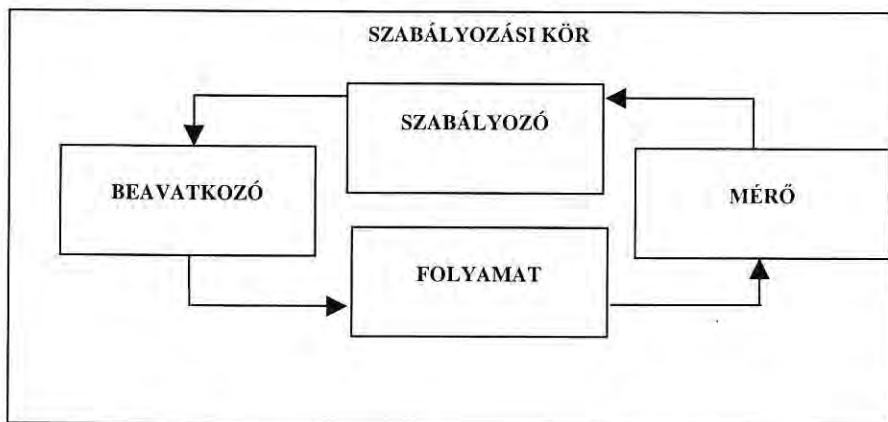 SZABÁLYOZÁSI KÖR
SZABÁLYOZÓ
BEAVATKOZÓ
MÉRŐ
FOLYAMAT